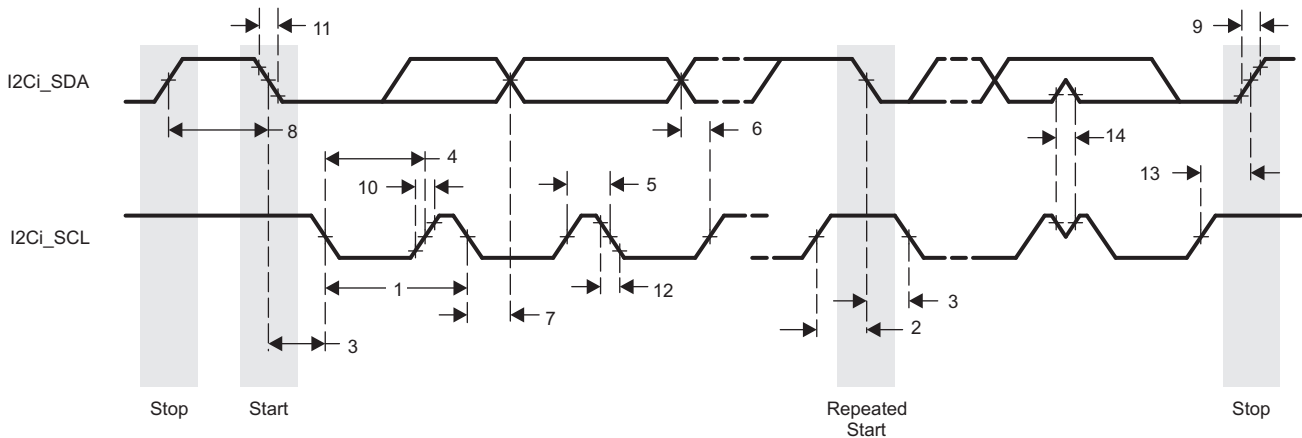 11
9
I2Ci_SDA
8
6
14
4
10
5
13
I2Ci_SCL
1
12
3
7
2
3
Stop
Start
Repeated
Start
Stop